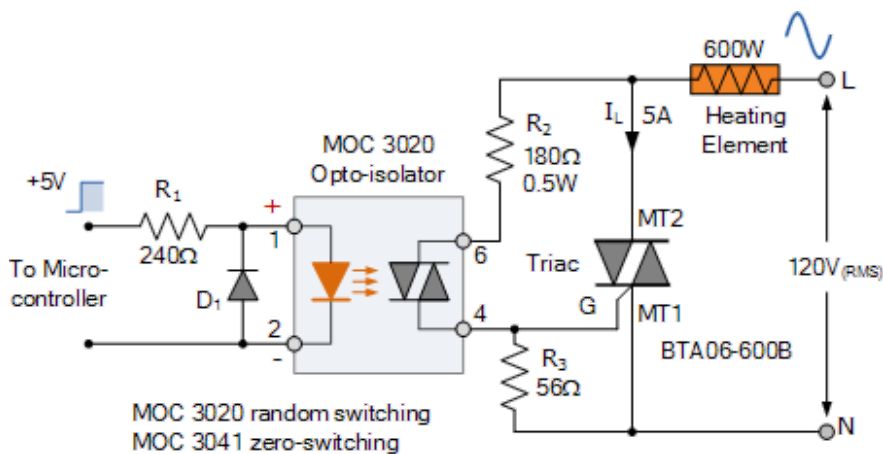 600W
L
Heating
Element
I_L 5A
R₂
180Ω
0.5W
MOC 3020
Opto-isolator
+5V
R₁
240Ω
+
1
6
MT2
Triac
120V(RMS)
To Micro-
controller
D₁
2
-
4
G
MT1
BTA06-600B
R₃
56Ω
N
MOC 3020 random switching
MOC 3041 zero-switching